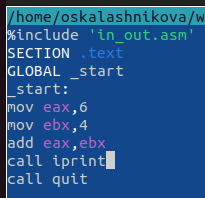 /home/oskalashnikova/w
%include 'in_out.asm'
SECTION .text
GLOBAL _start
_start:
mov eax,6
mov ebx,4
add eax,ebx
call iprint
call quit